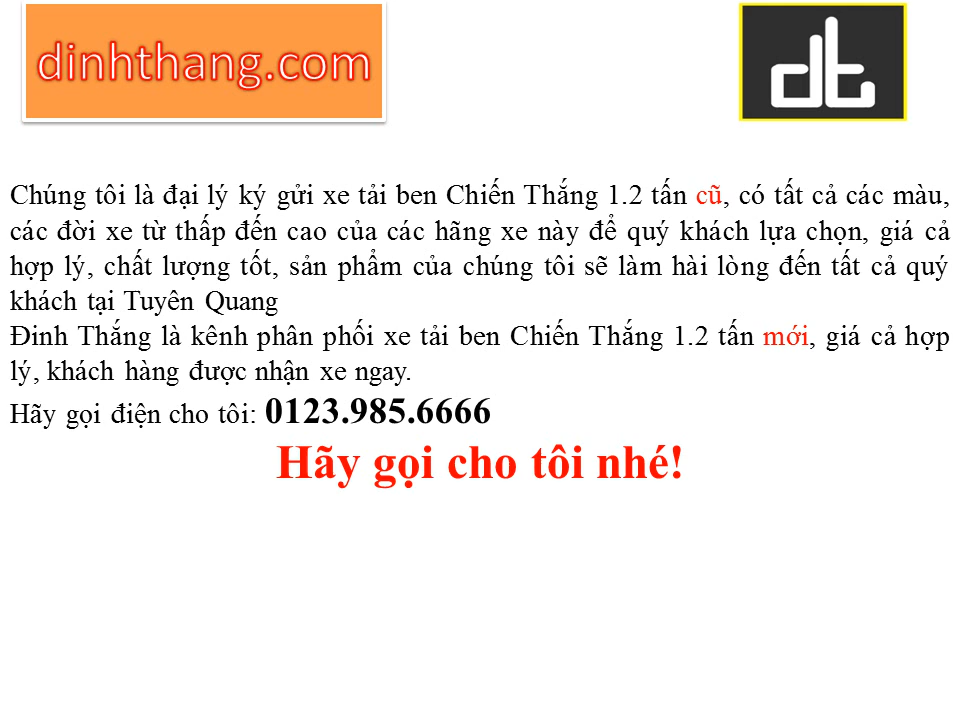 dinhthang.com
dt
Chúng tôi là đại lý ký gửi xe tải ben Chiến Thắng 1.2 tấn cũ, có tất cả các màu,
các đời xe từ thấp đến cao của các hãng xe này để quý khách lựa chọn, giá cả
hợp lý, chất lượng tốt, sản phẩm của chúng tôi sẽ làm hài lòng đến tất cả quý
khách tại Tuyên Quang
Đinh Thắng là kênh phân phối xe tải ben Chiến Thắng 1.2 tấn mới, giá cả hợp
lý, khách hàng được nhận xe ngay.
Hãy gọi điện cho tôi: 0123.985.6666
Hãy gọi cho tôi nhé!